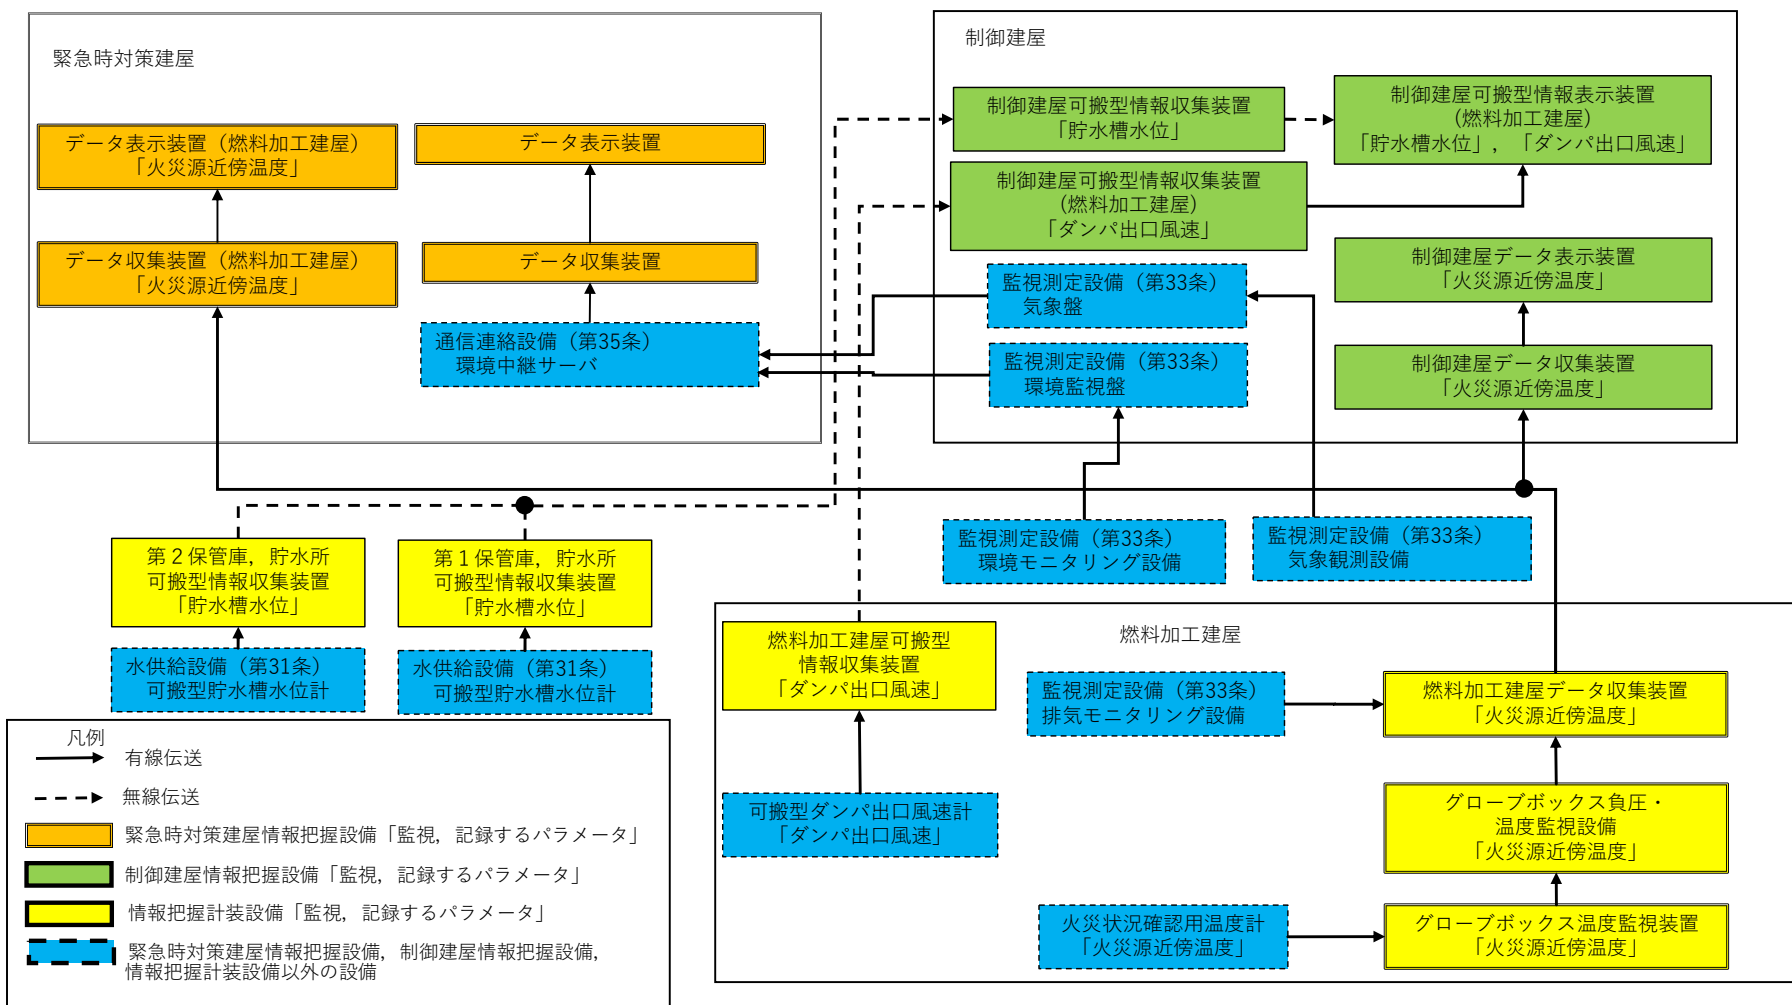 緊急時対策建屋
データ表示装置（燃料加工建屋）
「火災源近傍温度」
データ表示装置
データ収集装置（燃料加工建屋）
「火災源近傍温度」
データ収集装置
通信連絡設備（第35条）
環境中継サーバ
制御建屋
制御建屋可搬型情報収集装置
「貯水槽水位」
制御建屋可搬型情報表示装置
(燃料加工建屋)
「貯水槽水位」，「ダンパ出口風速」
制御建屋可搬型情報収集装置
(燃料加工建屋)
「ダンパ出口風速」
制御建屋データ表示装置
「火災源近傍温度」
監視測定設備（第33条）
気象盤
監視測定設備（第33条）
環境監視盤
制御建屋データ収集装置
「火災源近傍温度」
第２保管庫，貯水所
可搬型情報収集装置
「貯水槽水位」
第１保管庫，貯水所
可搬型情報収集装置
「貯水槽水位」
監視測定設備（第33条）
環境モニタリング設備
監視測定設備（第33条）
気象観測設備
水供給設備（第31条）
可搬型貯水槽水位計
水供給設備（第31条）
可搬型貯水槽水位計
燃料加工建屋
燃料加工建屋可搬型
情報収集装置
「ダンパ出口風速」
監視測定設備（第33条）
排気モニタリング設備
燃料加工建屋データ収集装置
「火災源近傍温度」
可搬型ダンパ出口風速計
「ダンパ出口風速」
グローブボックス負圧・
温度監視設備
「火災源近傍温度」
火災状況確認用温度計
「火災源近傍温度」
グローブボックス温度監視装置
「火災源近傍温度」
凡例
有線伝送
無線伝送
緊急時対策建屋情報把握設備「監視，記録するパラメータ」
制御建屋情報把握設備「監視，記録するパラメータ」
情報把握計装設備「監視，記録するパラメータ」
緊急時対策建屋情報把握設備，制御建屋情報把握設備，
情報把握計装設備以外の設備